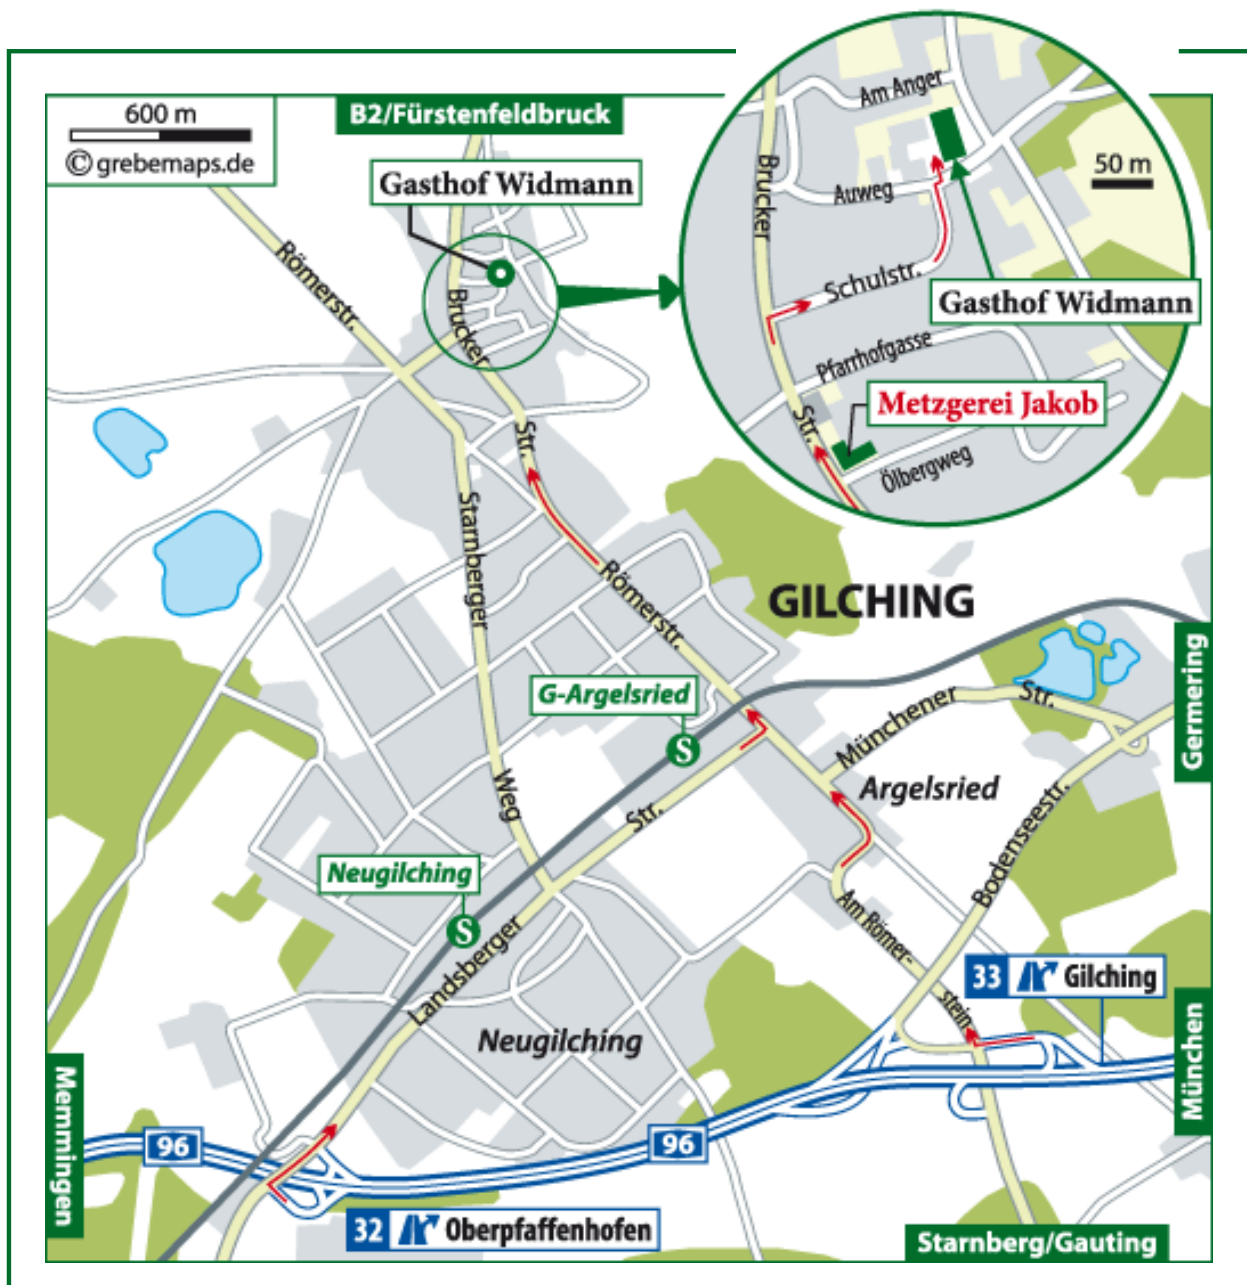 600 m
© grebemaps.de
B2/Fürstenfeldbruck
Gasthof Widmann
Römerstr.
Brucker
Str.
Am Anger
50 m
Brucker
Auweg
Schulstr.
Gasthof Widmann
Pfarrhofgasse
Metzgerei Jakob
Str.
Ölbergweg
Starnberger
Weg
Römerstr.
GILCHING
G-Argelsried
S
Münchener
Str.
Germering
Argelsried
Str.
Bodenseestr.
Neugilching
S
Landsberger
Am Römer-
stein
33 Gilching
Neugilching
München
Memmingen
96
96
32 Oberpfaffenhofen
Starnberg/Gauting